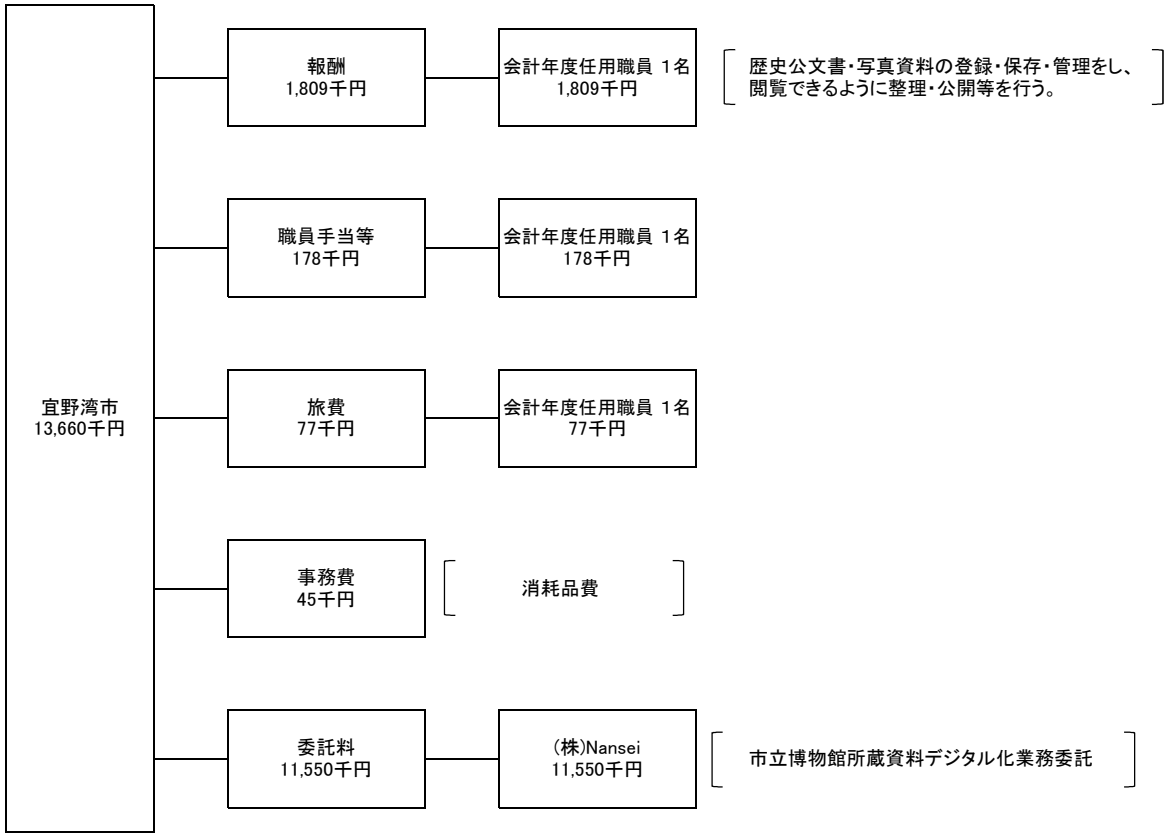 宜野湾市
13,660千円
報酬
1,809千円
会計年度任用職員 1名
1,809千円
歴史公文書・写真資料の登録・保存・管理をし、
閲覧できるように整理・公開等を行う。
職員手当等
178千円
会計年度任用職員 1名
178千円
旅費
77千円
会計年度任用職員 1名
77千円
事務費
45千円
消耗品費
委託料
11,550千円
(株)Nansei
11,550千円
市立博物館所蔵資料デジタル化業務委託